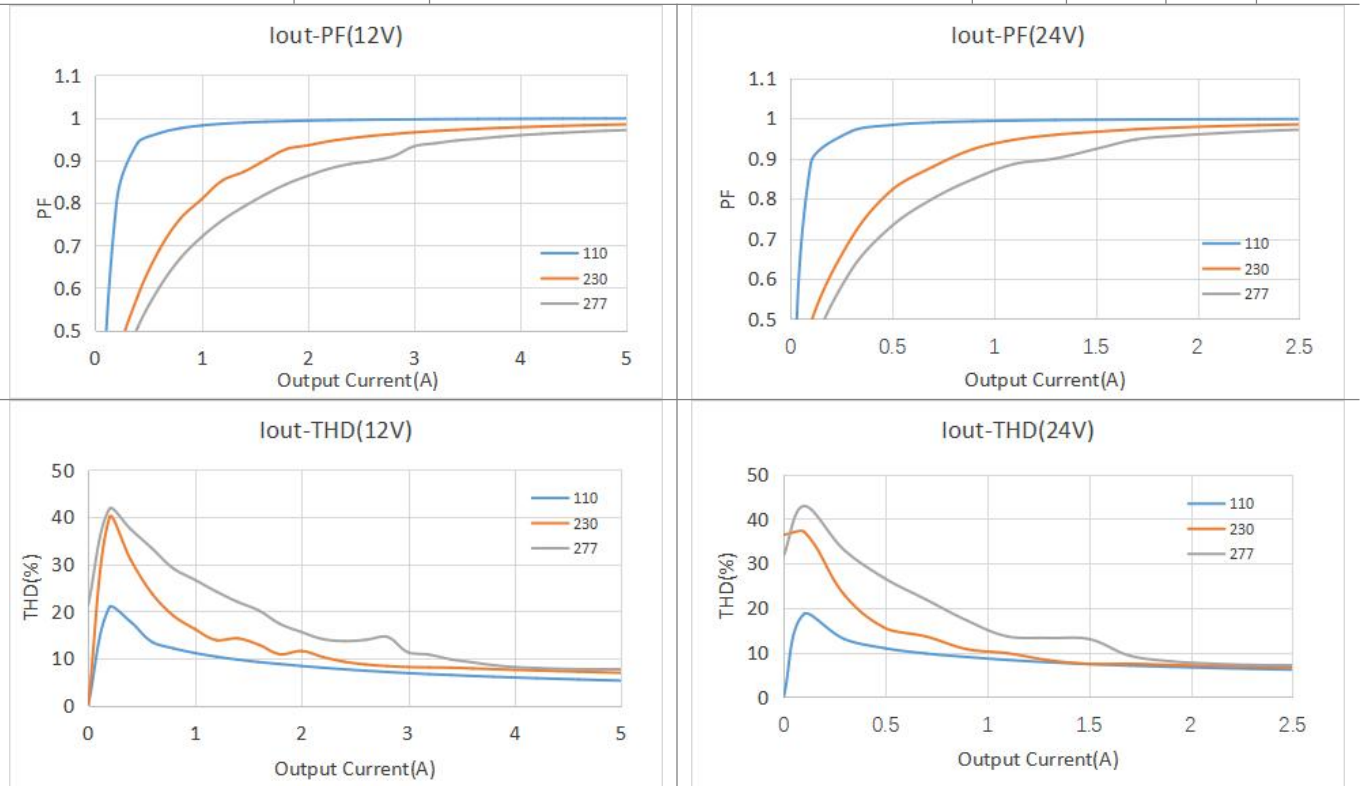 Iout-PF(12V)
1.1
1
0.9
0.8
0.7
0.6
0.5
PF
110
230
277
0 1 2 3 4 5
Output Current(A)
Iout-PF(24V)
1.1
1
0.9
0.8
0.7
0.6
0.5
PF
110
230
277
0 0.5 1 1.5 2 2.5
Output Current(A)
Iout-THD(12V)
50
40
30
20
10
0
THD(%)
110
230
277
0 1 2 3 4 5
Output Current(A)
Iout-THD(24V)
50
40
30
20
10
0
THD(%)
110
230
277
0 0.5 1 1.5 2 2.5
Output Current(A)